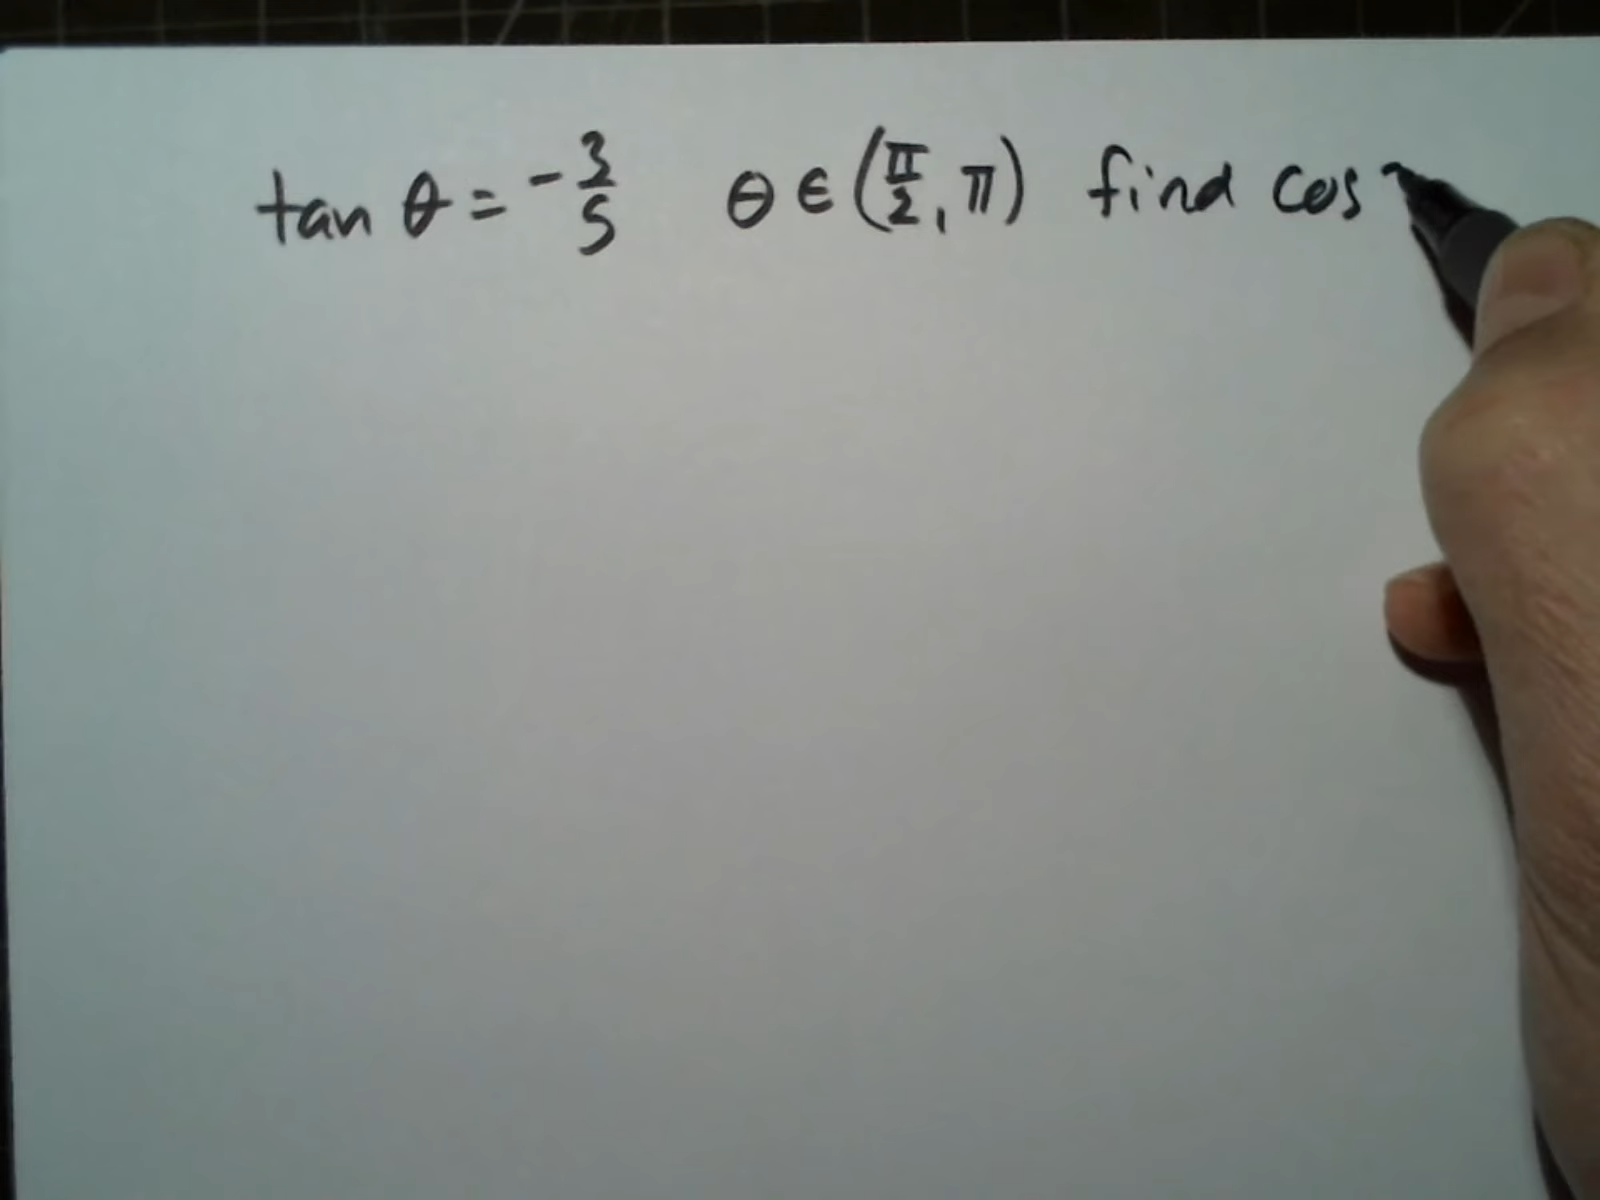 tan θ = -3/5 θ ∈ (π/2, π) find cos